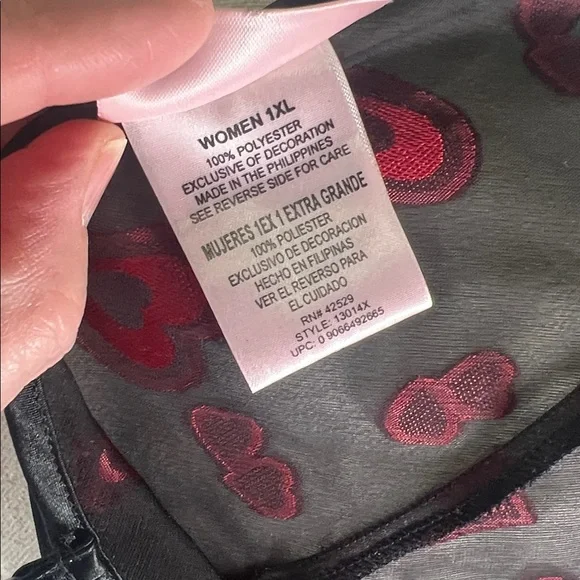 WOMEN 1XL
100% POLYESTER
EXCLUSIVE OF DECORATION
MADE IN THE PHILIPPINES
SEE REVERSE SIDE FOR CARE
MUJERES 1EX 1 EXTRA GRANDE
100% POLIESTER
EXCLUSIVO DE DECORACION
HECHO EN FILIPINAS
VER EL REVERSO PARA
EL CUIDADO
RN# 42529
STYLE: 13014X
UPC: 0 9066492665